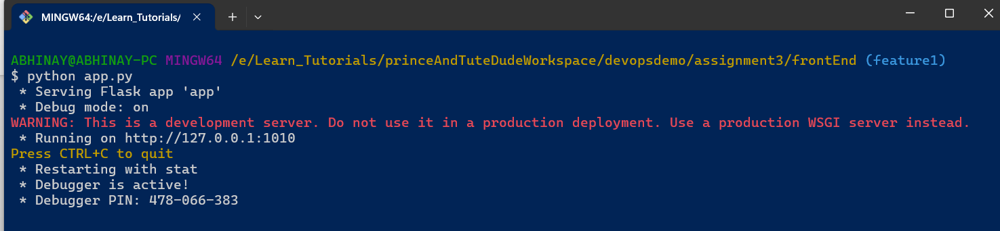 MINGW64:/e/Learn_Tutorials/
ABHINAY@ABHINAY-PC MINGW64 /e/Learn_Tutorials/princeAndTuteDudeWorkspace/devopsdemo/assignment3/frontEnd (feature1)
$ python app.py
 * Serving Flask app 'app'
 * Debug mode: on
WARNING: This is a development server. Do not use it in a production deployment. Use a production WSGI server instead.
 * Running on http://127.0.0.1:1010
Press CTRL+C to quit
 * Restarting with stat
 * Debugger is active!
 * Debugger PIN: 478-066-383